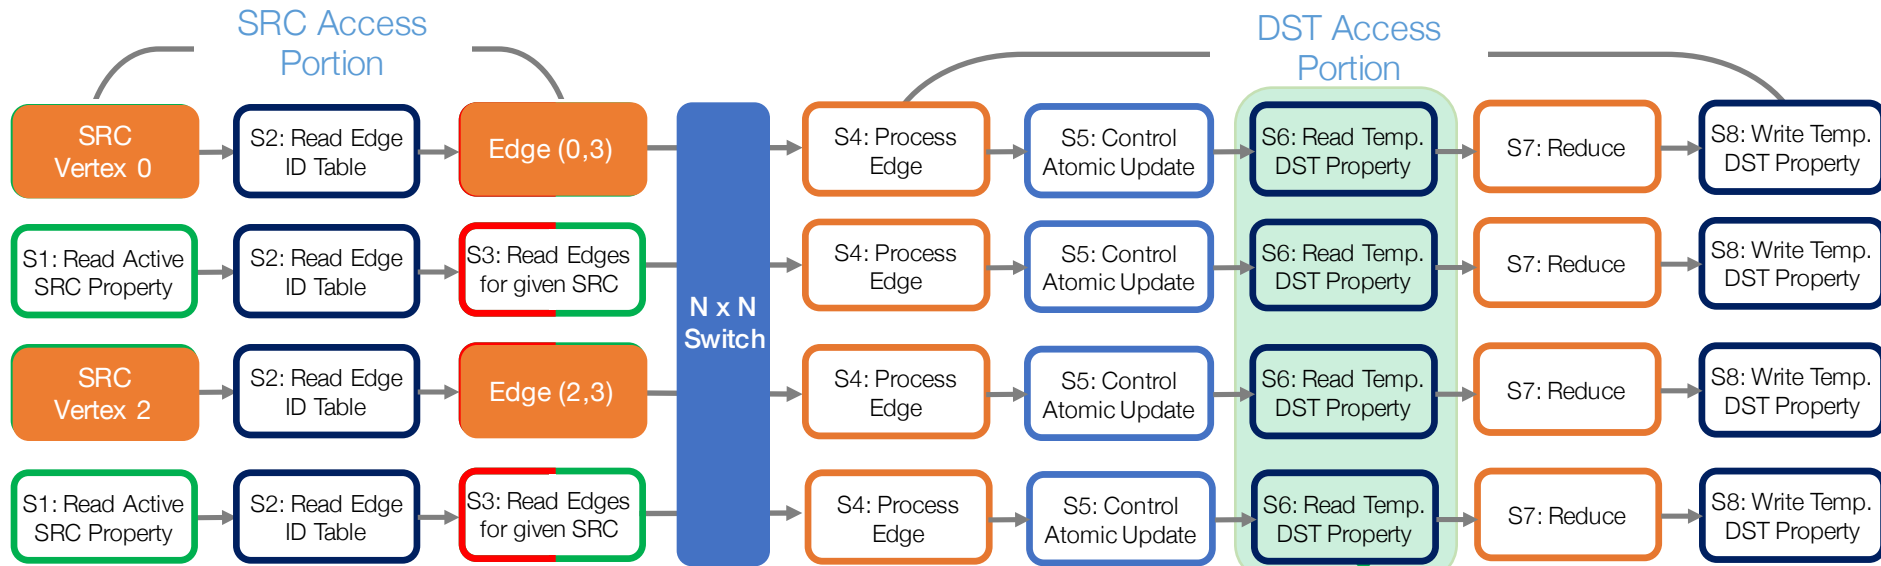 SRC Access
Portion
DST Access
Portion
SRC
Vertex 0
S2: Read Edge
ID Table
Edge (0,3)
S4: Process
Edge
S5: Control
Atomic Update
S6: Read Temp.
DST Property
S7: Reduce
S8: Write Temp.
DST Property
S1: Read Active
SRC Property
S2: Read Edge
ID Table
S3: Read Edges
for given SRC
N x N
Switch
S4: Process
Edge
S5: Control
Atomic Update
S6: Read Temp.
DST Property
S7: Reduce
S8: Write Temp.
DST Property
SRC
Vertex 2
S2: Read Edge
ID Table
Edge (2,3)
S4: Process
Edge
S5: Control
Atomic Update
S6: Read Temp.
DST Property
S7: Reduce
S8: Write Temp.
DST Property
S1: Read Active
SRC Property
S2: Read Edge
ID Table
S3: Read Edges
for given SRC
S4: Process
Edge
S5: Control
Atomic Update
S6: Read Temp.
DST Property
S7: Reduce
S8: Write Temp.
DST Property